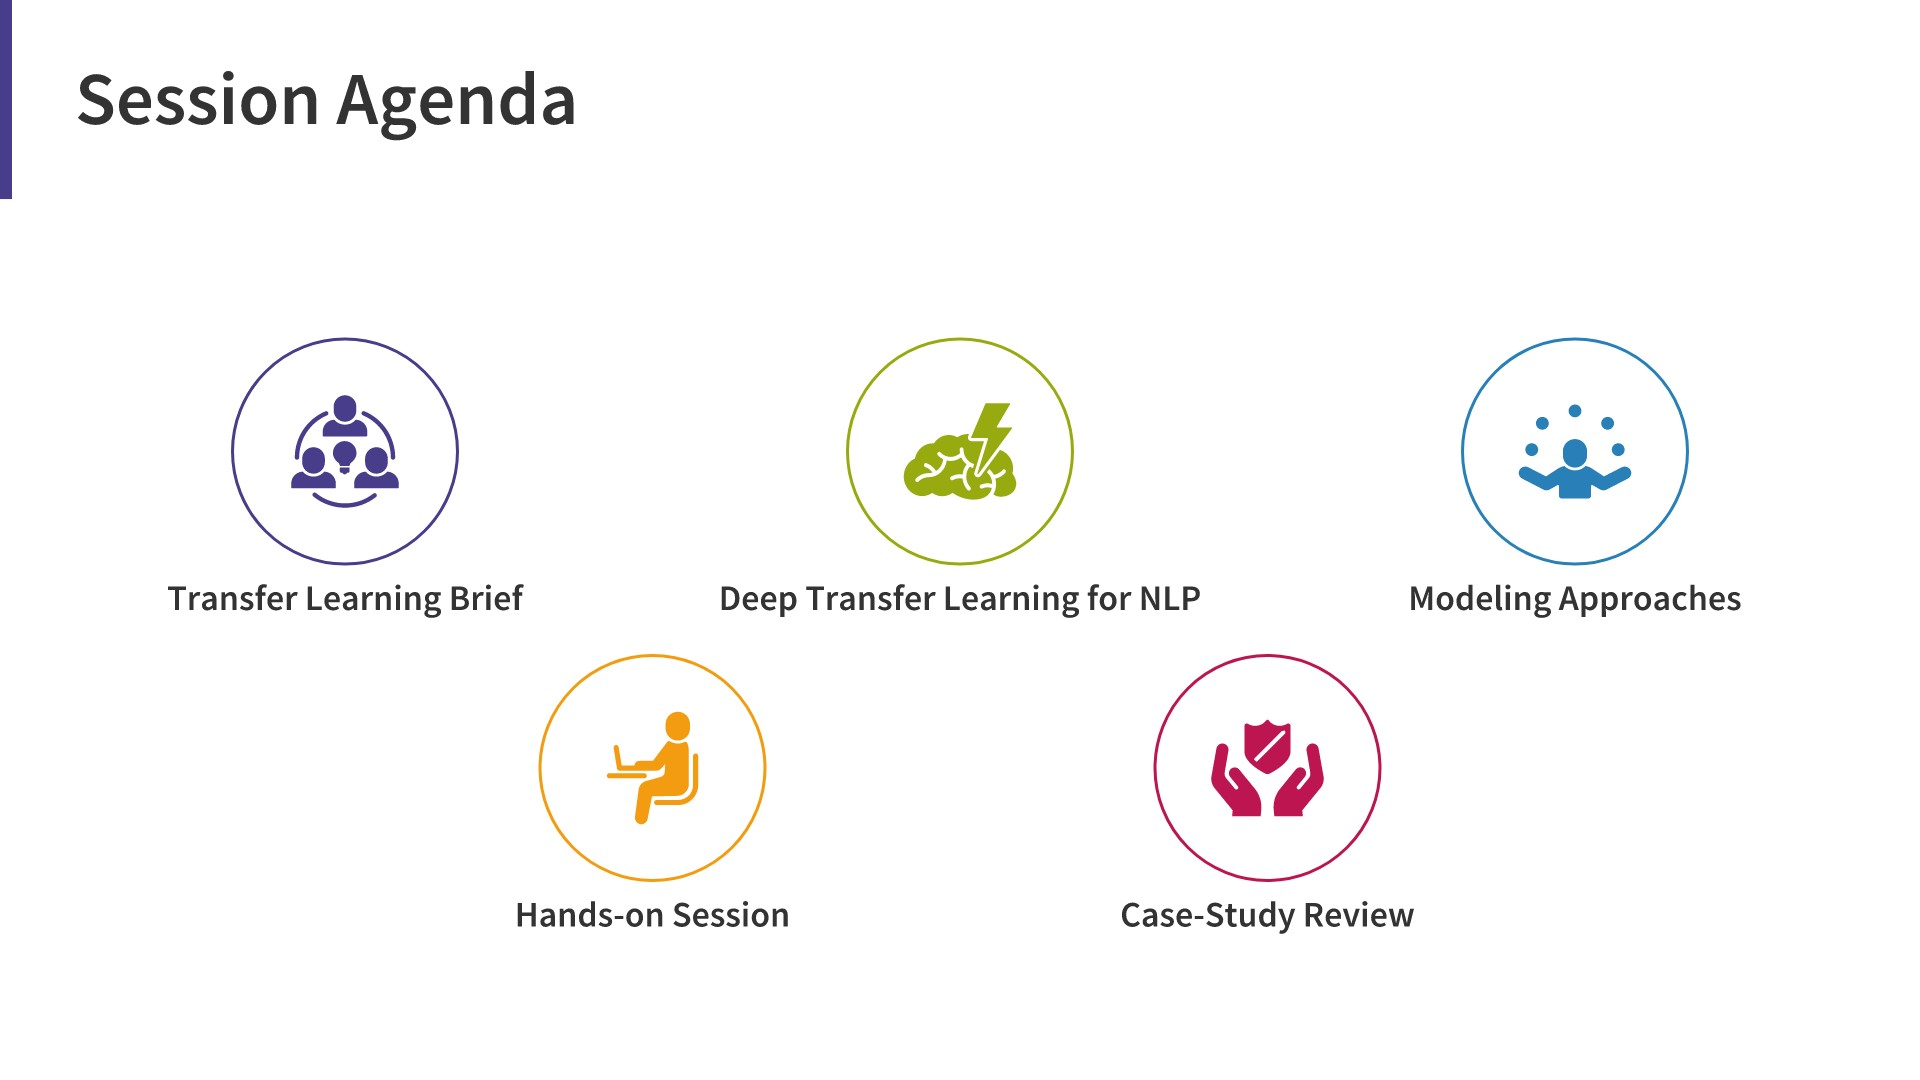 Session Agenda
Transfer Learning Brief
Deep Transfer Learning for NLP
Modeling Approaches
Hands-on Session
Case-Study Review